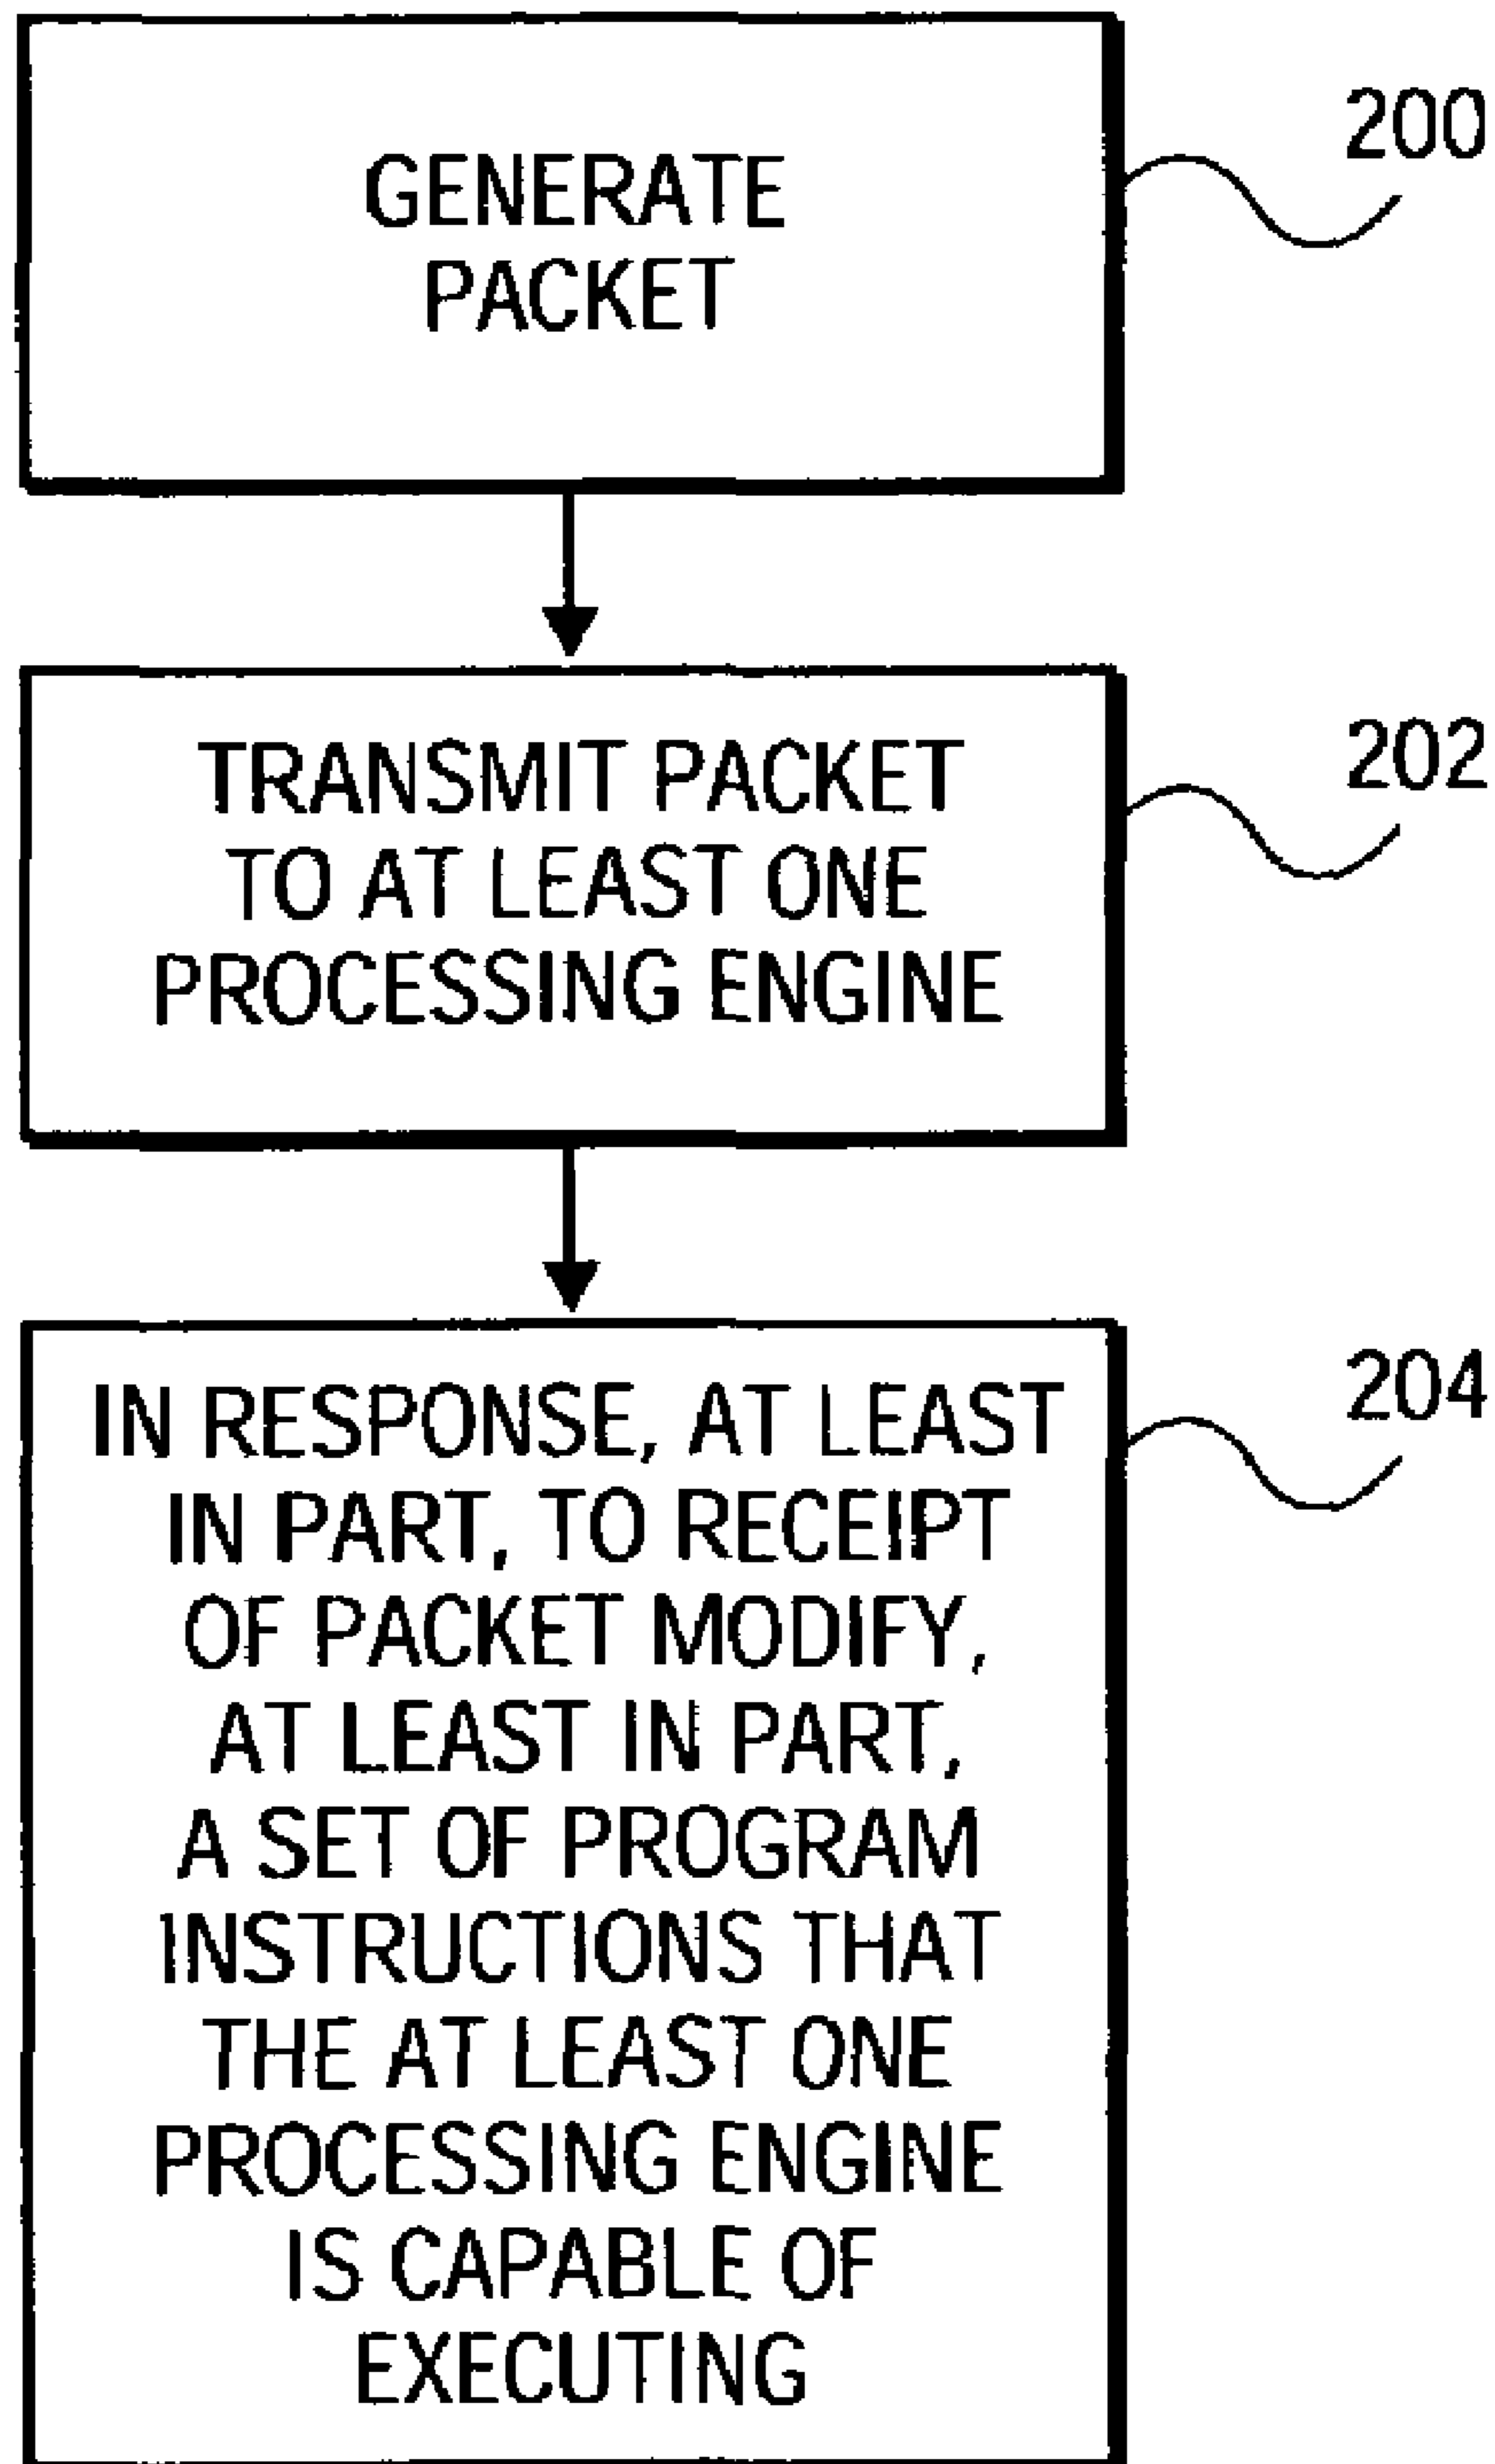 GENERATE
PACKET
200
TRANSMIT PACKET
TO AT LEAST ONE
PROCESSING ENGINE
202
IN RESPONSE, AT LEAST
IN PART, TO RECEIPT
OF PACKET MODIFY,
AT LEAST IN PART,
A SET OF PROGRAM
INSTRUCTIONS THAT
THE AT LEAST ONE
PROCESSING ENGINE
IS CAPABLE OF
EXECUTING
204